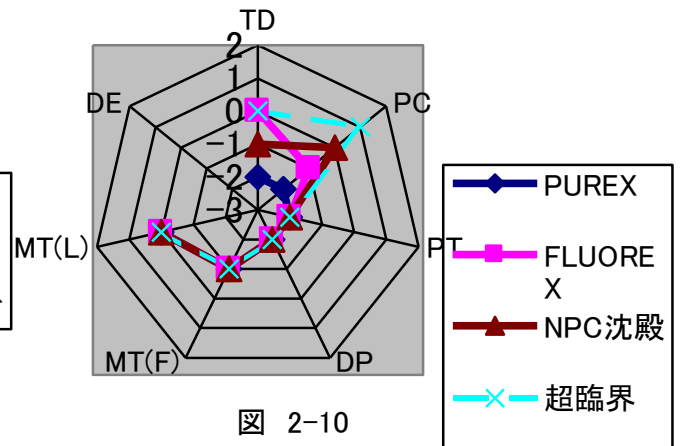 TD
2
1
0
-1
-2
-3
DE
PC
MT(L)
PT
MT(F)
DP
PUREX
FLUORE
X
NPC沈殿
超臨界
図 2-10